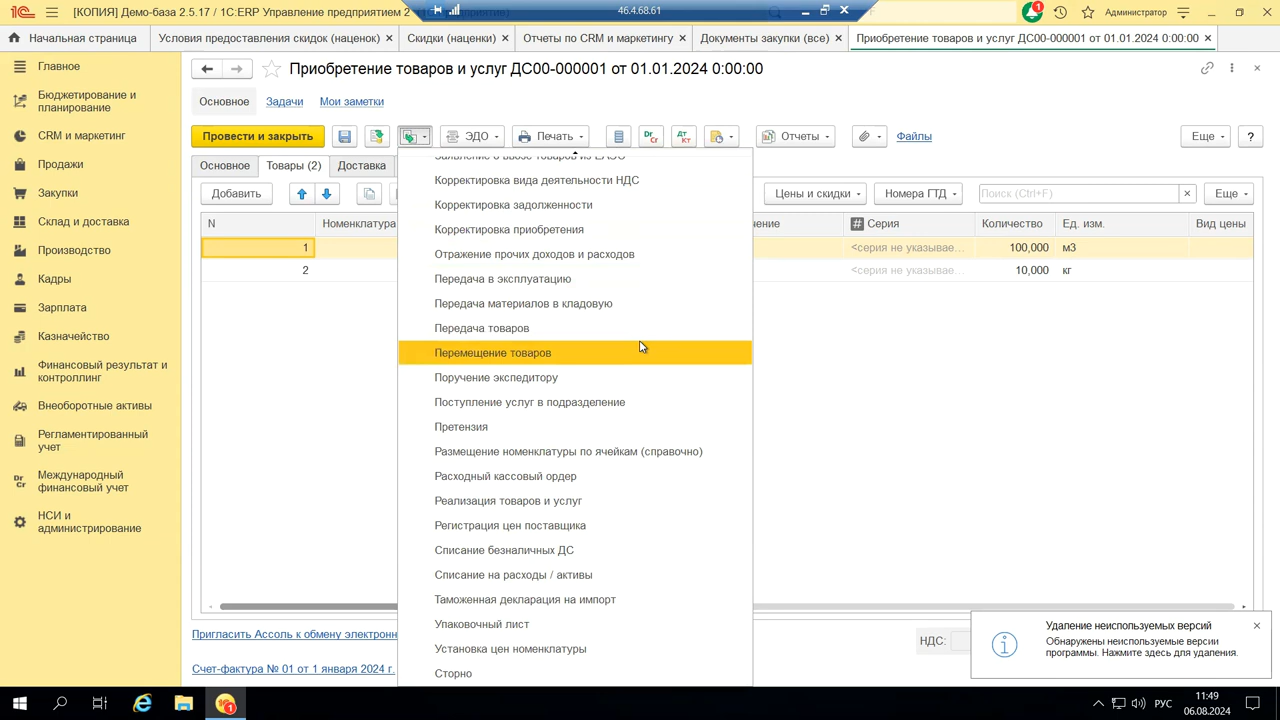 [КОПИЯ] Демо-база 2.5.17 / 1С:ERP Управление предприятием 2
46.4.68.61
Администратор
Начальная страница
Условия предоставления скидок (наценок)
Скидки (наценки)
Отчеты по CRM и маркетингу
Документы закупки (все)
Приобретение товаров и услуг ДС00-000001 от 01.01.2024 0:00:00
Главное
Бюджетирование и
планирование
CRM и маркетинг
Продажи
Закупки
Склад и доставка
Производство
Кадры
Зарплата
Казначейство
Финансовый результат и
контроллинг
Внеоборотные активы
Регламентированный
учет
Международный
финансовый учет
НСИ и
администрирование
Приобретение товаров и услуг ДС00-000001 от 01.01.2024 0:00:00
Основное
Задачи
Мои заметки
Провести и закрыть
ЭДО
Печать
Отчеты
Файлы
Еще
?
Основное
Товары (2)
Доставка
Добавить
Цены и скидки
Номера ГТД
Поиск (Ctrl+F)
Еще
N
Номенклатура
Серия
Количество
Ед. изм.
Вид цены
1
<серия не указывае...
100,000
м3
2
<серия не указывае...
10,000
кг
Корректировка вида деятельности НДС
Корректировка задолженности
Корректировка приобретения
Отражение прочих доходов и расходов
Передача в эксплуатацию
Передача материалов в кладовую
Передача товаров
Перемещение товаров
Поручение экспедитору
Поступление услуг в подразделение
Претензия
Размещение номенклатуры по ячейкам (справочно)
Расходный кассовый ордер
Реализация товаров и услуг
Регистрация цен поставщика
Списание безналичных ДС
Списание на расходы / активы
Таможенная декларация на импорт
Упаковочный лист
Установка цен номенклатуры
Сторно
Пригласить Ассоль к обмену электронн
Счет-фактура № 01 от 1 января 2024 г.
НДС:
Удаление неиспользуемых версий
Обнаружены неиспользуемые версии
программы. Нажмите здесь для удаления.
РУС
11:49
06.08.2024